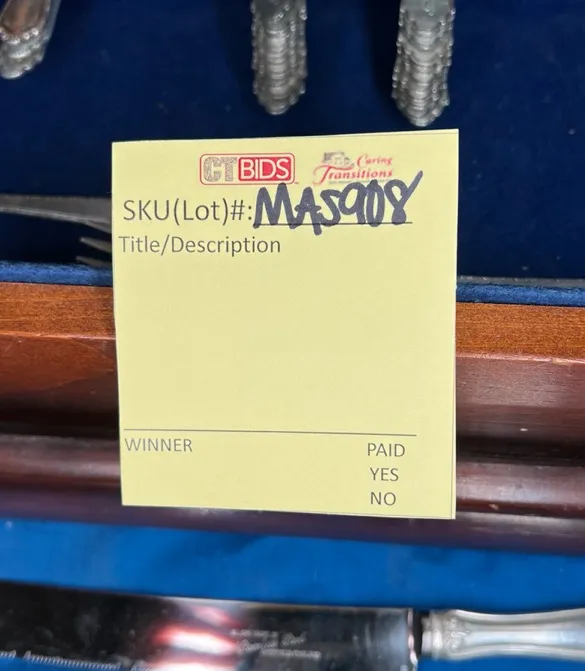 CTBIDS
Caring
Transitions
SKU(Lot)#: MAS908
Title/Description
WINNER PAID
YES
NO